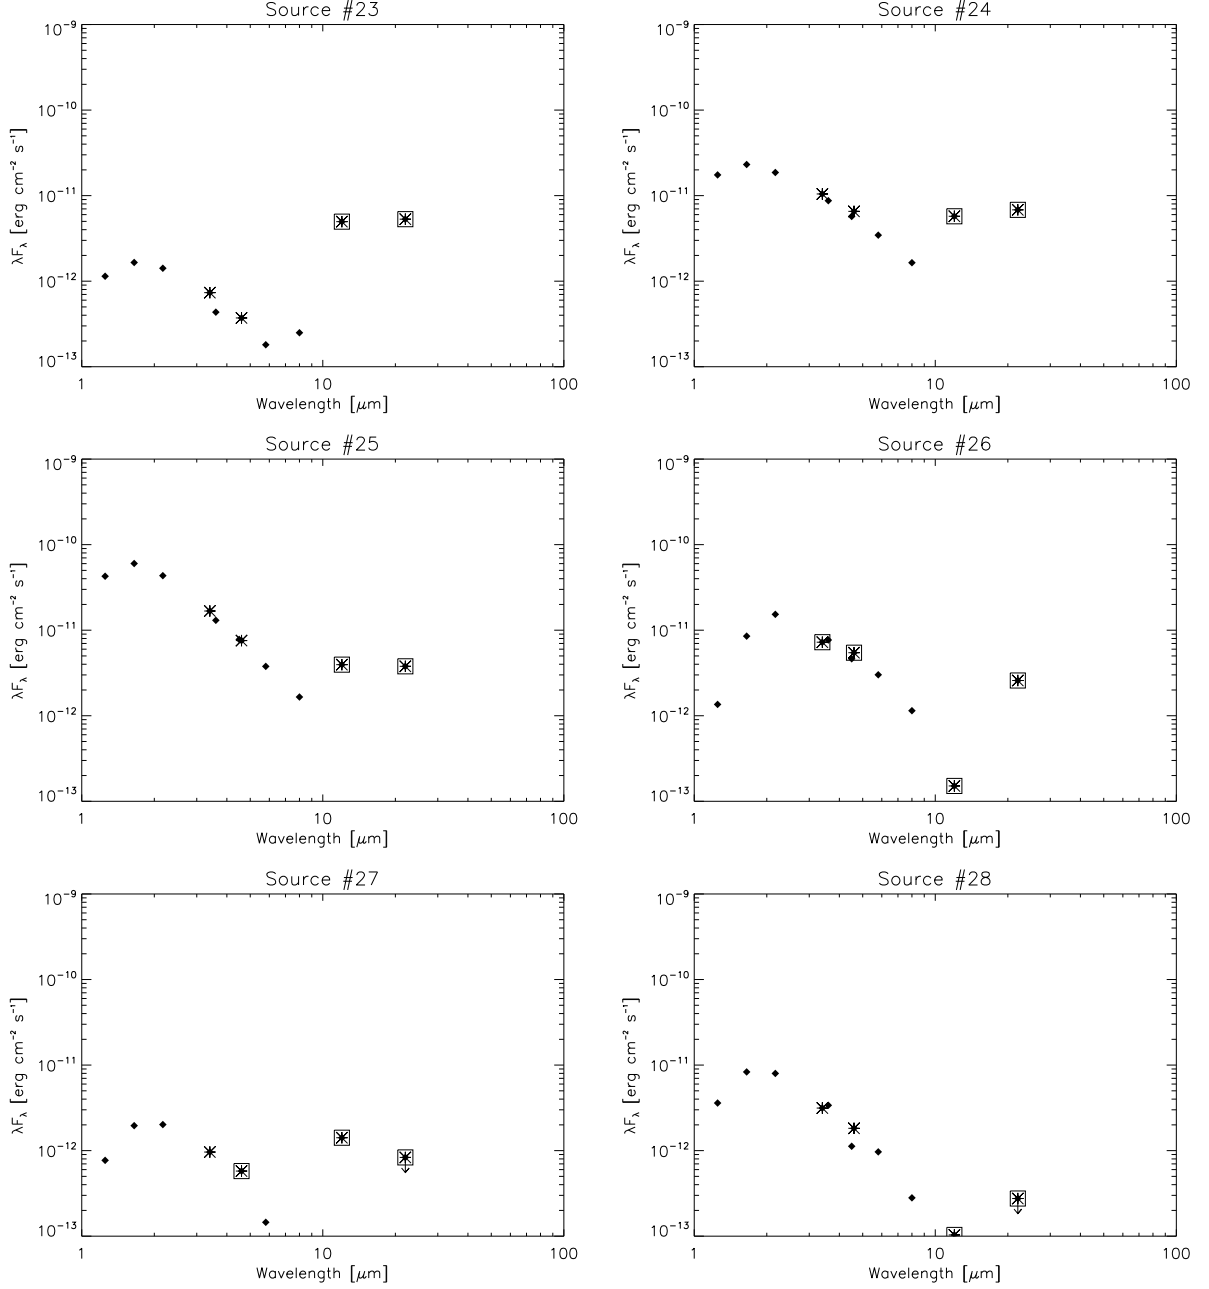 Source #23
10⁻⁹
10⁻¹⁰
10⁻¹¹
10⁻¹²
10⁻¹³
λF_λ [erg cm⁻² s⁻¹]
1 10 100
Wavelength [μm]
Source #24
10⁻⁹
10⁻¹⁰
10⁻¹¹
10⁻¹²
10⁻¹³
λF_λ [erg cm⁻² s⁻¹]
1 10 100
Wavelength [μm]
Source #25
10⁻⁹
10⁻¹⁰
10⁻¹¹
10⁻¹²
10⁻¹³
λF_λ [erg cm⁻² s⁻¹]
1 10 100
Wavelength [μm]
Source #26
10⁻⁹
10⁻¹⁰
10⁻¹¹
10⁻¹²
10⁻¹³
λF_λ [erg cm⁻² s⁻¹]
1 10 100
Wavelength [μm]
Source #27
10⁻⁹
10⁻¹⁰
10⁻¹¹
10⁻¹²
10⁻¹³
λF_λ [erg cm⁻² s⁻¹]
1 10 100
Wavelength [μm]
Source #28
10⁻⁹
10⁻¹⁰
10⁻¹¹
10⁻¹²
10⁻¹³
λF_λ [erg cm⁻² s⁻¹]
1 10 100
Wavelength [μm]